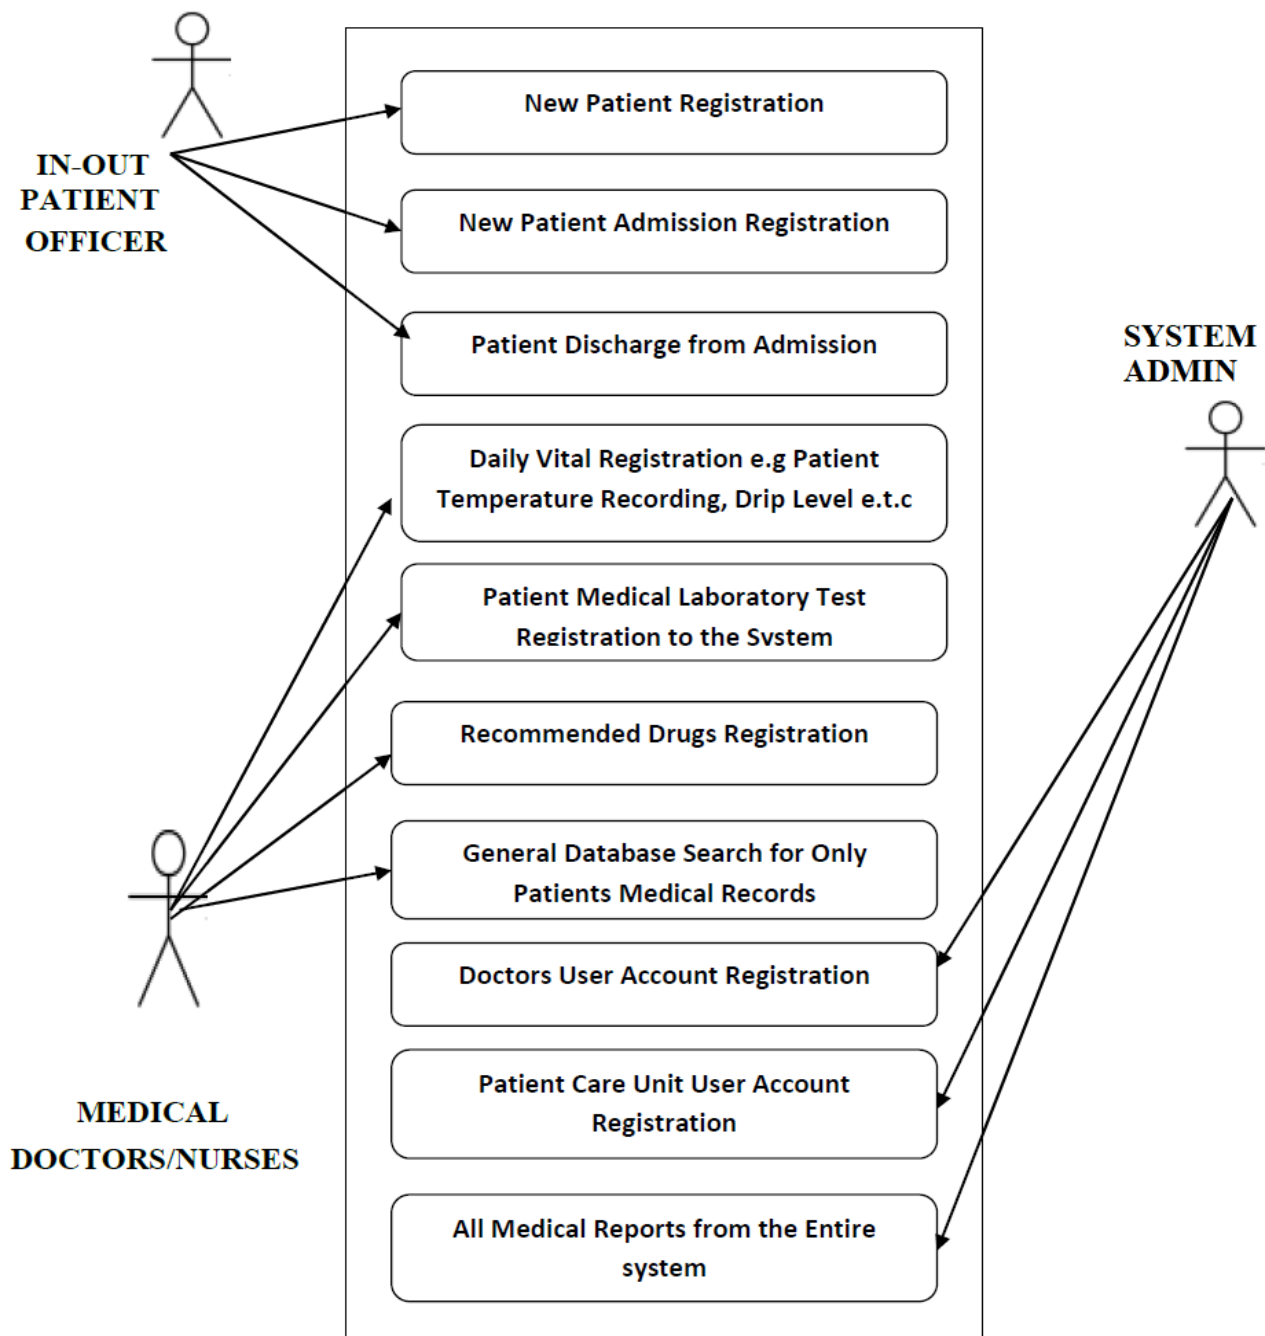 IN-OUT
PATIENT
OFFICER
New Patient Registration
New Patient Admission Registration
Patient Discharge from Admission
SYSTEM
ADMIN
Daily Vital Registration e.g Patient
Temperature Recording, Drip Level e.t.c
Patient Medical Laboratory Test
Registration to the System
Recommended Drugs Registration
General Database Search for Only
Patients Medical Records
Doctors User Account Registration
Patient Care Unit User Account
Registration
MEDICAL
DOCTORS/NURSES
All Medical Reports from the Entire
system